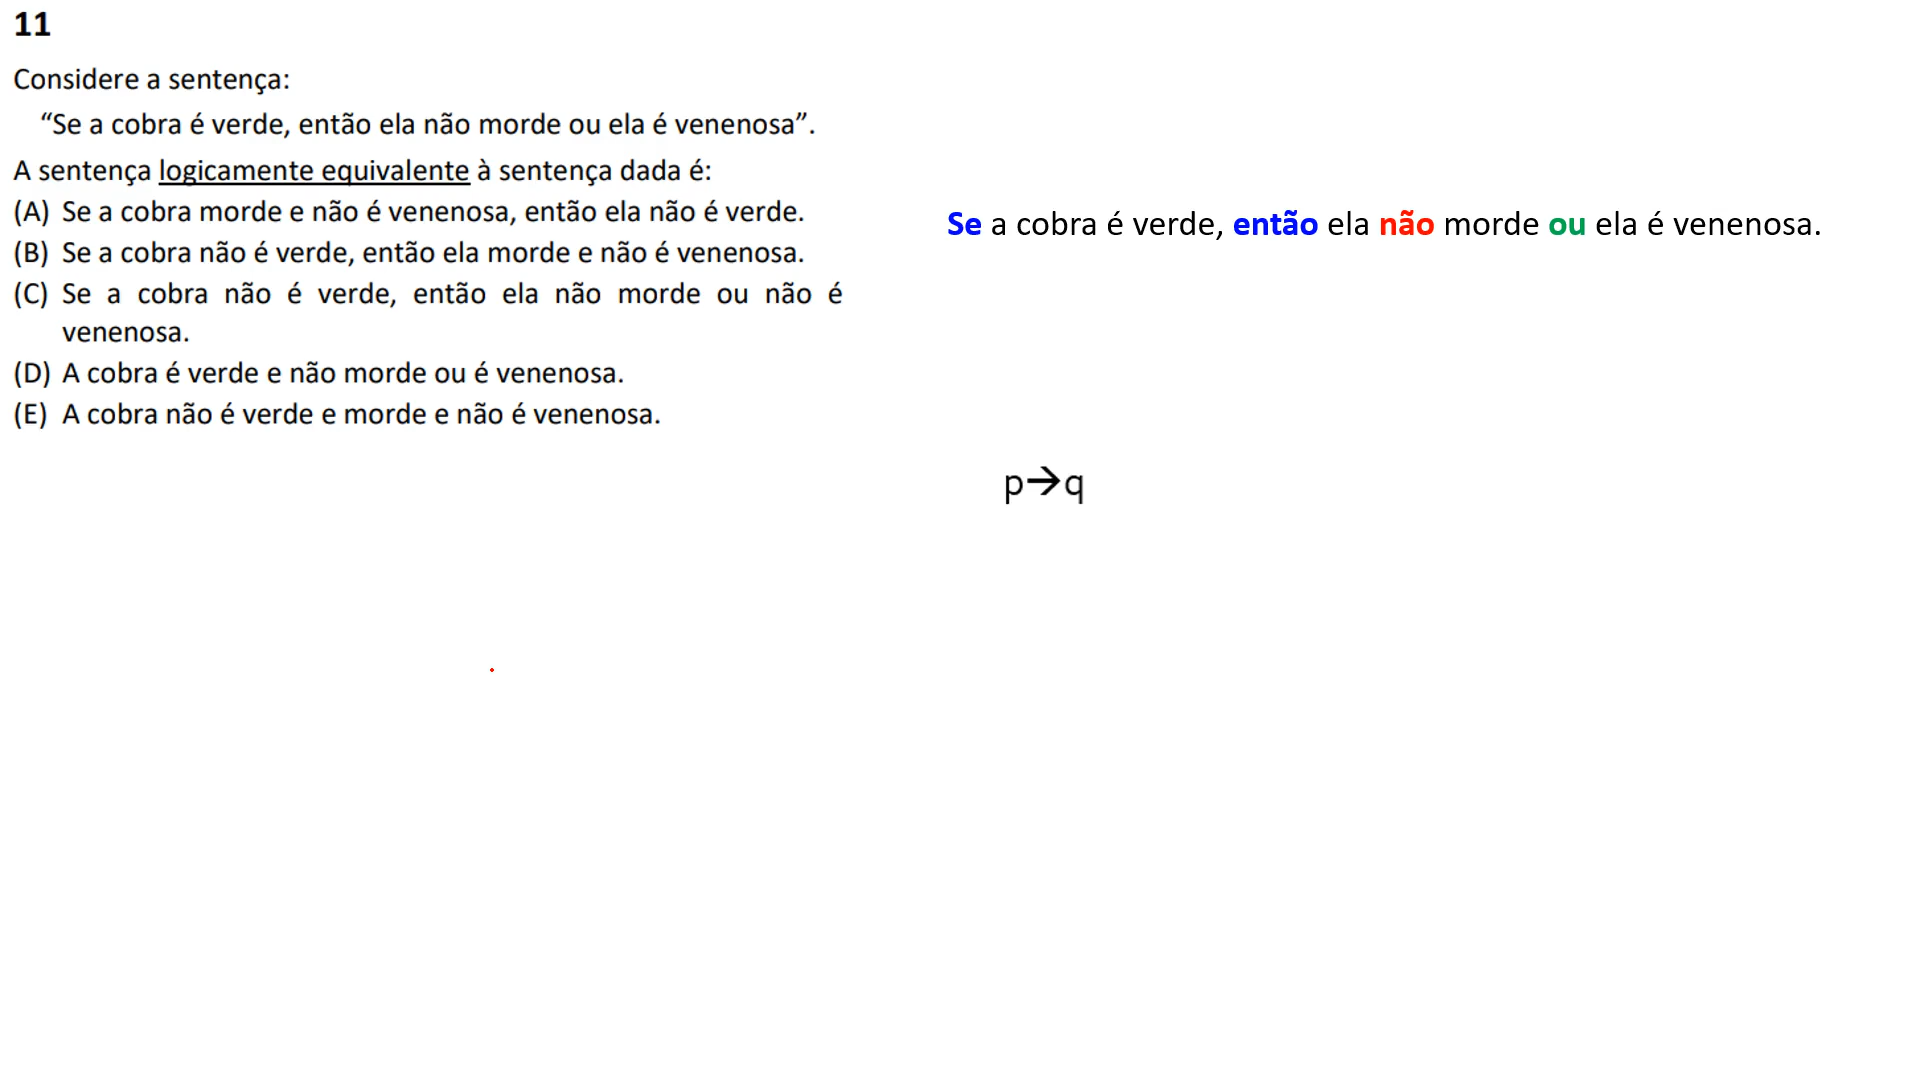 11
Considere a sentença:
“Se a cobra é verde, então ela não morde ou ela é venenosa”.
A sentença logicamente equivalente à sentença dada é:
(A) Se a cobra morde e não é venenosa, então ela não é verde.
(B) Se a cobra não é verde, então ela morde e não é venenosa.
(C) Se a cobra não é verde, então ela não morde ou não é
venenosa.
(D) A cobra é verde e não morde ou é venenosa.
(E) A cobra não é verde e morde e não é venenosa.
Se a cobra é verde, então ela não morde ou ela é venenosa.
p→q